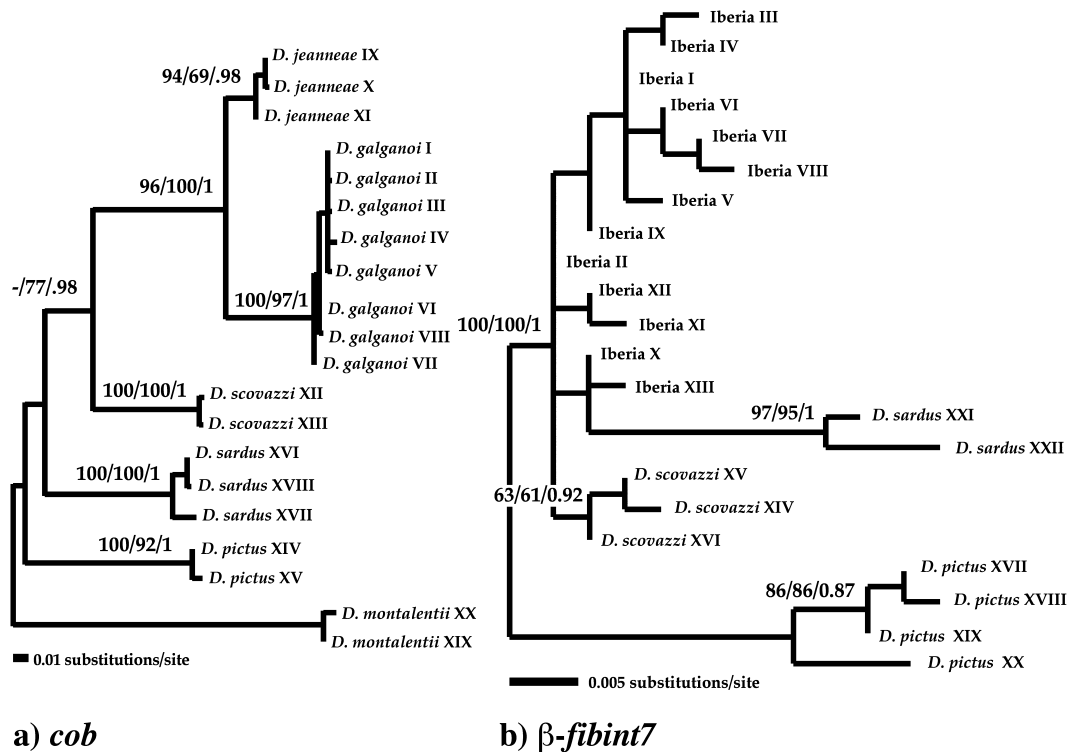 D. jeanneae IX
94/69/.98
D. jeanneae X
D. jeanneae XI
D. galganoi I
D. galganoi II
96/100/1
D. galganoi III
D. galganoi IV
D. galganoi V
-/77/.98
100/97/1
D. galganoi VI
D. galganoi VIII
D. galganoi VII
100/100/1
D. scovazzi XII
D. scovazzi XIII
D. sardus XVI
100/100/1
D. sardus XVIII
D. sardus XVII
100/92/1
D. pictus XIV
D. pictus XV
D. montalentii XX
D. montalentii XIX
0.01 substitutions/site
a) cob
Iberia III
Iberia IV
Iberia I
Iberia VI
Iberia VII
Iberia VIII
Iberia V
Iberia IX
Iberia II
Iberia XII
100/100/1
Iberia XI
Iberia X
Iberia XIII
97/95/1
D. sardus XXI
D. sardus XXII
D. scovazzi XV
63/61/0.92
D. scovazzi XIV
D. scovazzi XVI
D. pictus XVII
86/86/0.87
D. pictus XVIII
D. pictus XIX
D. pictus XX
0.005 substitutions/site
b) β-fibint7